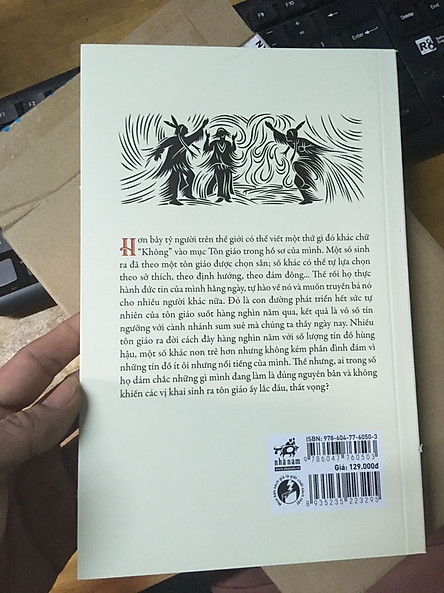 Hơn bảy tỷ người trên thế giới có thể viết một thứ gì đó khác chữ
“Không” vào mục Tôn giáo trong hồ sơ của mình. Một số sinh
ra đã theo một tôn giáo được chọn sẵn; số khác có thể tự lựa chọn
theo sở thích, theo định hướng, theo đám đông... Thế rồi họ thực
hành đức tin của mình hằng ngày, tự hào về nó và muốn truyền bá nó
cho nhiều người khác nữa. Đó là con đường phát triển hết sức tự
nhiên của tôn giáo suốt hàng nghìn năm qua, kết quả là vô số tín
ngưỡng với cành nhánh sum suê mà chúng ta thấy ngày nay. Nhiều
tôn giáo ra đời cách đây hàng nghìn năm với số lượng tín đồ hùng
hậu, một số khác non trẻ hơn nhưng không kém phần đình đám vì
những tín đồ ít ỏi nhưng nổi tiếng của mình. Thế nhưng, ai trong số
họ dám chắc những gì mình đang làm là đúng nguyên bản và không
khiến các vị khai sinh ra tôn giáo ấy lắc đầu, thất vọng?
ISBN: 978-604-77-6050-3
9 786047 760503
nhã nam
Giá: 129.000đ
8 935235 223295
Delete
End
Enter
F10
F2